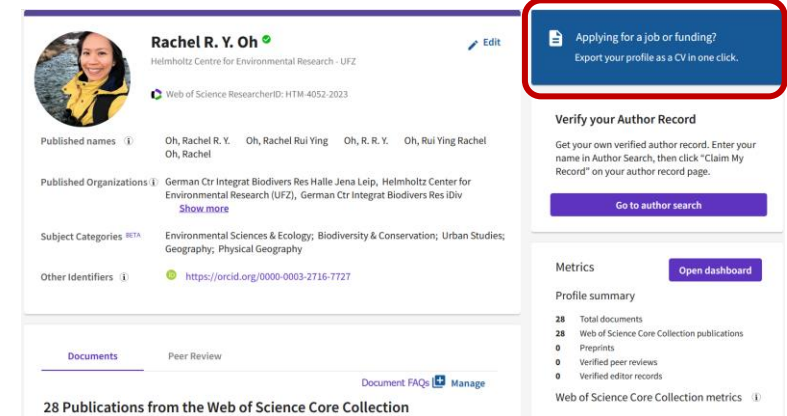 Rachel R. Y. Oh
Edit
Helmholtz Centre for Environmental Research - UFZ
Web of Science ResearcherID: HTM-4052-2023
Published names
Oh, Rachel R. Y. Oh, Rachel Rui Ying Oh, R. R. Y. Oh, Rui Ying Rachel
Oh, Rachel
Published Organizations
German Ctr Integrat Biodivers Res Halle Jena Leip, Helmholtz Center for
Environmental Research (UFZ), German Ctr Integrat Biodivers Res iDiv
Show more
Subject Categories BETA
Environmental Sciences & Ecology; Biodiversity & Conservation; Urban Studies;
Geography; Physical Geography
Other Identifiers
iD
https://orcid.org/0000-0003-2716-7727
Documents
Peer Review
Document FAQs
Manage
28 Publications from the Web of Science Core Collection
Applying for a job or funding?
Export your profile as a CV in one click.
Verify your Author Record
Get your own verified author record. Enter your
name in Author Search, then click "Claim My
Record" on your author record page.
Go to author search
Metrics
Open dashboard
Profile summary
28 Total documents
28 Web of Science Core Collection publications
0 Preprints
0 Verified peer reviews
0 Verified editor records
Web of Science Core Collection metrics